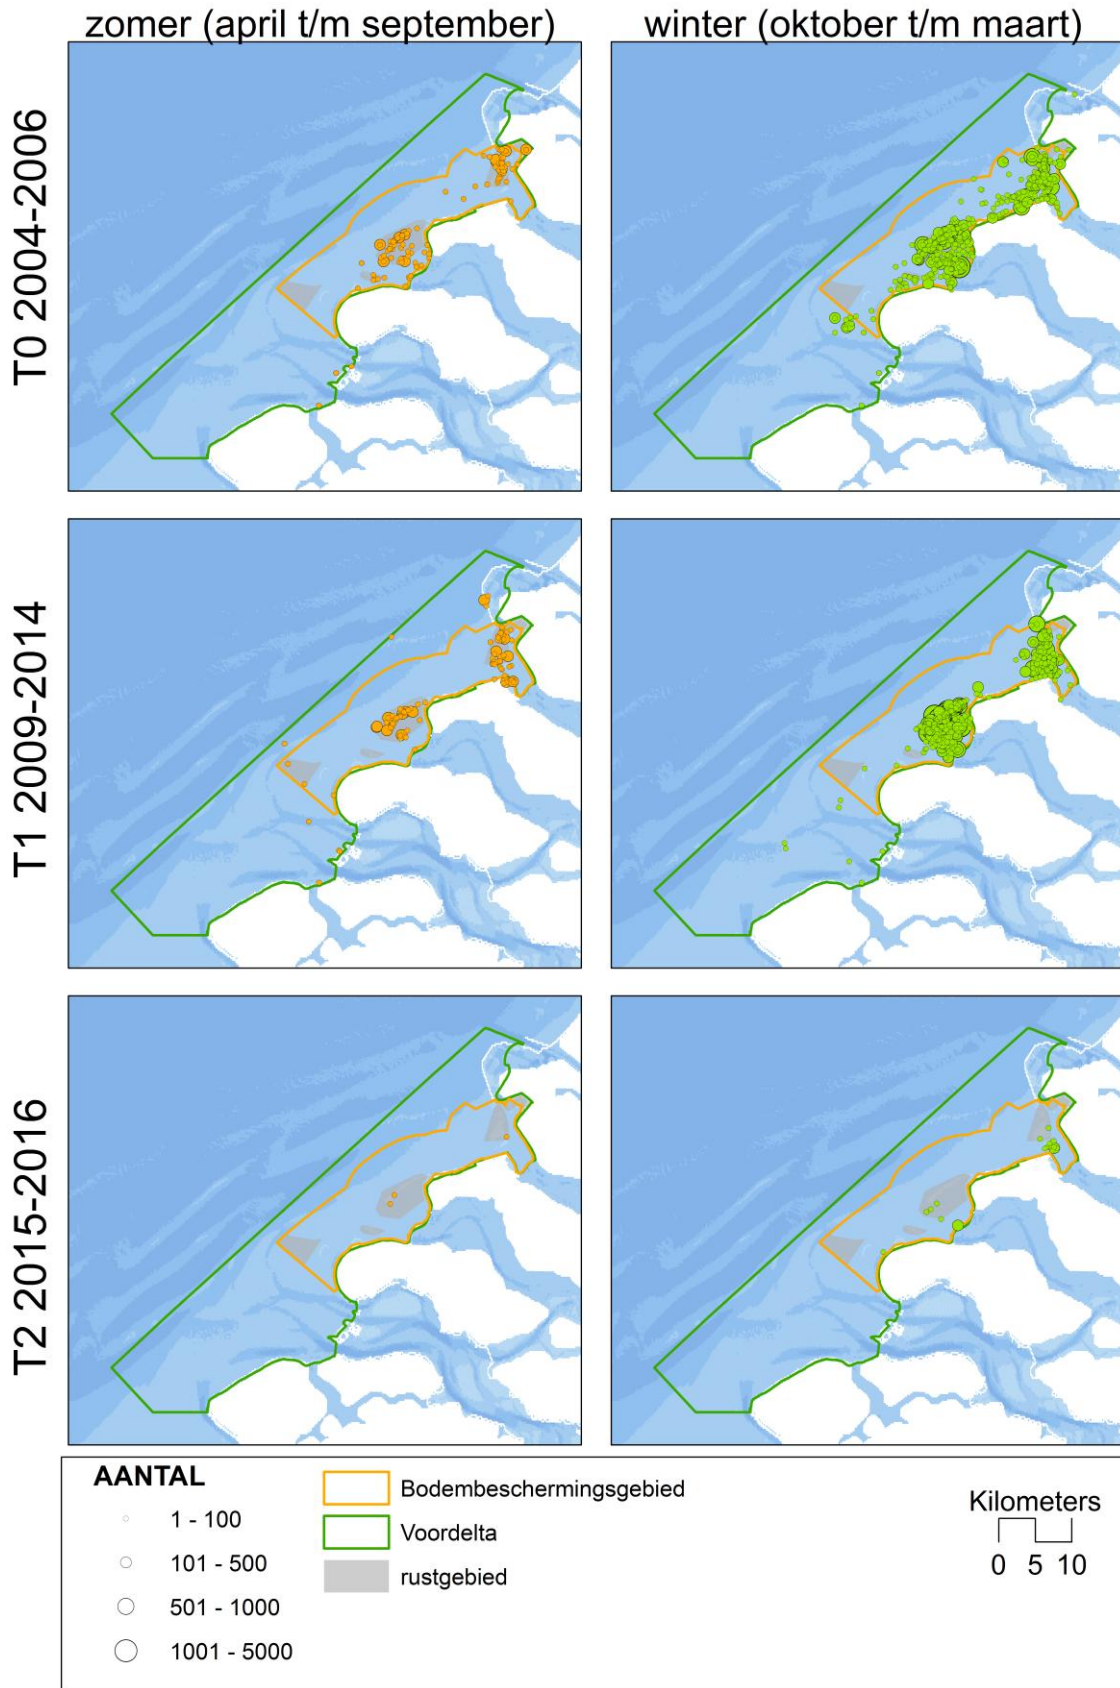 zomer (april t/m september)
winter (oktober t/m maart)
T0 2004-2006
T1 2009-2014
T2 2015-2016
AANTAL
1 - 100
101 - 500
501 - 1000
1001 - 5000
Bodembeschermingsgebied
Voordelta
rustgebied
Kilometers
0 5 10